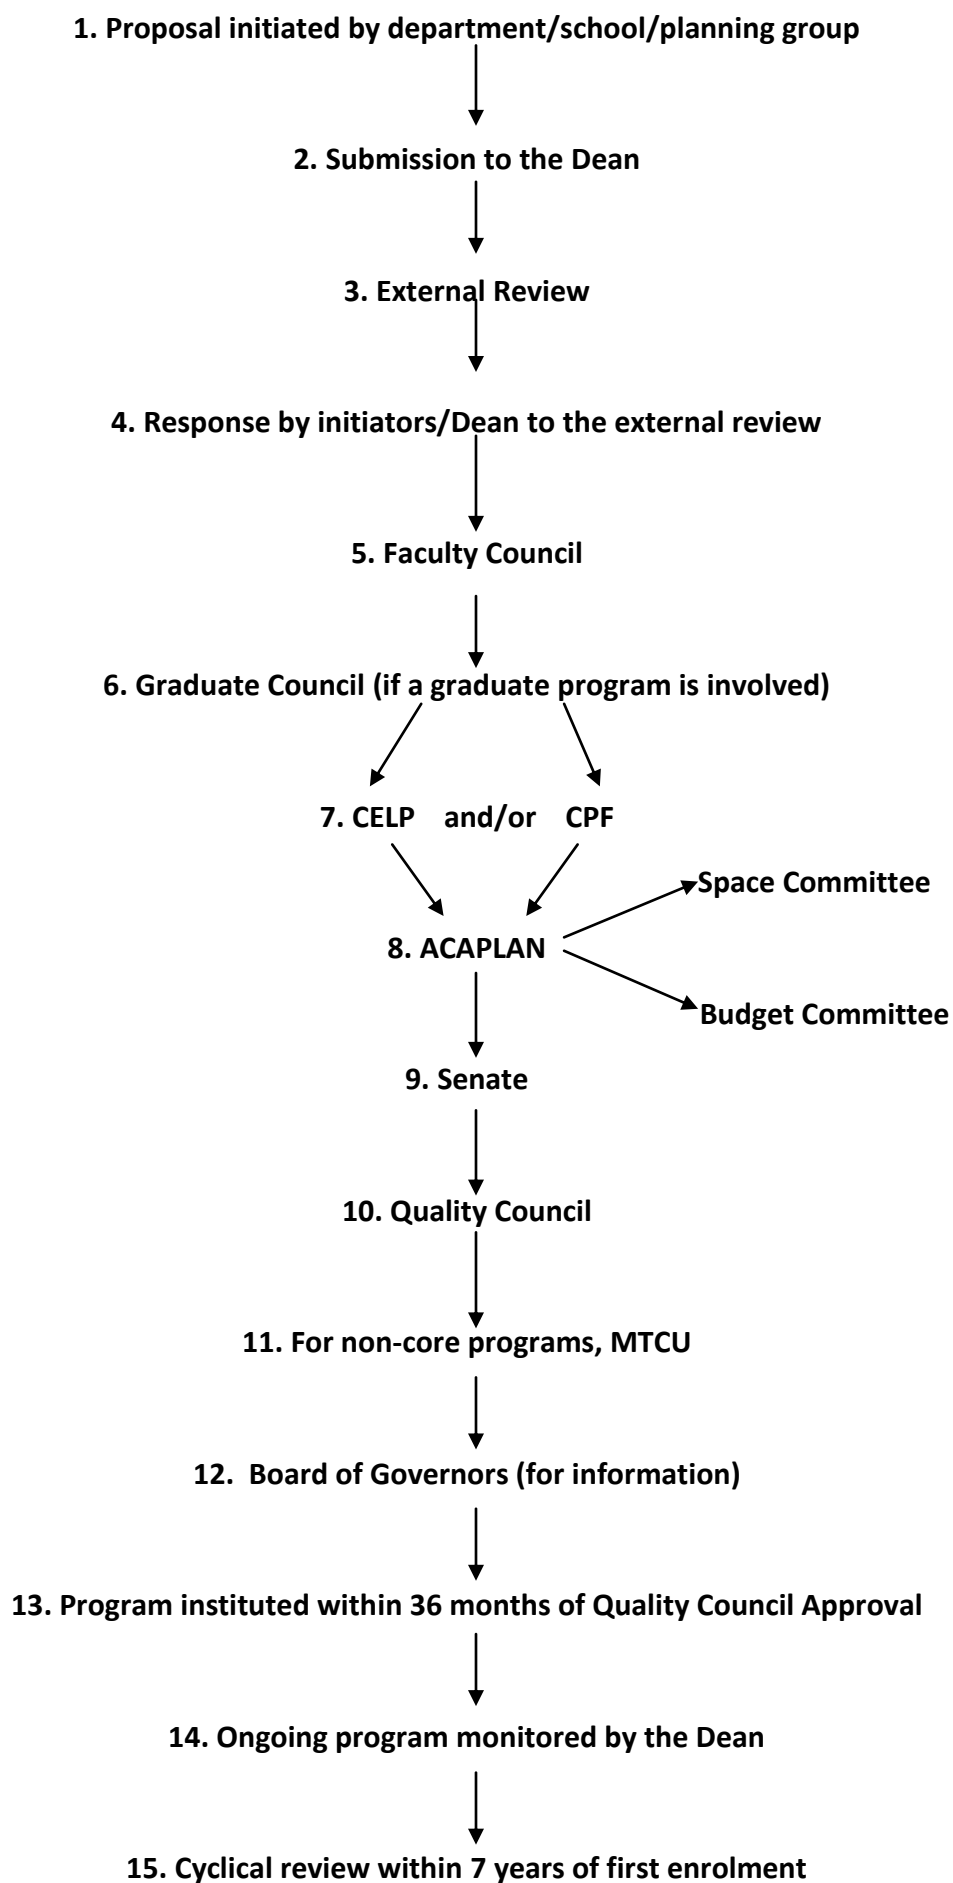 1. Proposal initiated by department/school/planning group
2. Submission to the Dean
3. External Review
4. Response by initiators/Dean to the external review
5. Faculty Council
6. Graduate Council (if a graduate program is involved)
7. CELP and/or CPF
Space Committee
8. ACAPLAN
Budget Committee
9. Senate
10. Quality Council
11. For non-core programs, MTCU
12. Board of Governors (for information)
13. Program instituted within 36 months of Quality Council Approval
14. Ongoing program monitored by the Dean
15. Cyclical review within 7 years of first enrolment